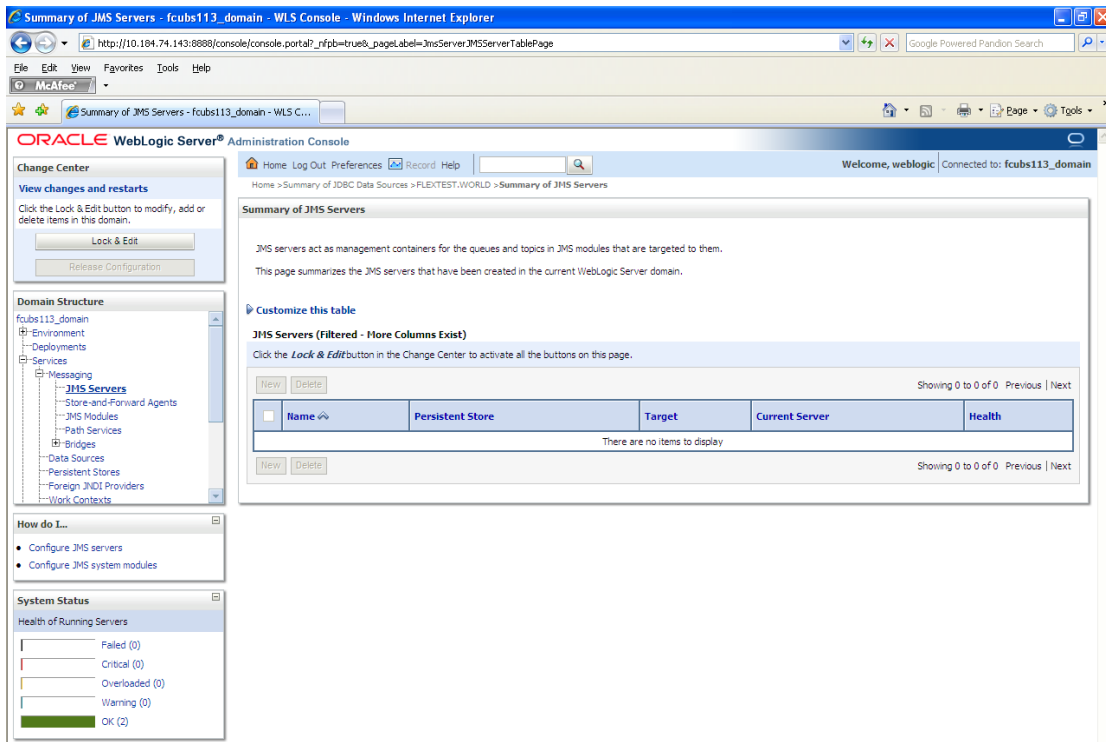 Summary of JMS Servers - fcubs113_domain - WLS Console - Windows Internet Explorer
http://10.184.74.143:8888/console/console.portal?_nfpb=true&_pageLabel=JmsServerJMSServerTablePage
Google Powered Pandion Search
File Edit View Favorites Tools Help
McAfee
Summary of JMS Servers - fcubs113_domain - WLS C...
Page Tools
ORACLE WebLogic Server® Administration Console
Change Center
View changes and restarts
Click the Lock & Edit button to modify, add or
delete items in this domain.
Lock & Edit
Release Configuration
Domain Structure
fcubs113_domain
Environment
Deployments
Services
Messaging
JMS Servers
Store-and-Forward Agents
JMS Modules
Path Services
Bridges
Data Sources
Persistent Stores
Foreign JNDI Providers
Work Contexts
How do I...
Configure JMS servers
Configure JMS system modules
System Status
Health of Running Servers
Failed (0)
Critical (0)
Overloaded (0)
Warning (0)
OK (2)
Home Log Out Preferences Record Help
Welcome, weblogic Connected to: fcubs113_domain
Home >Summary of JDBC Data Sources >FLEXTEST.WORLD >Summary of JMS Servers
Summary of JMS Servers
JMS servers act as management containers for the queues and topics in JMS modules that are targeted to them.
This page summarizes the JMS servers that have been created in the current WebLogic Server domain.
Customize this table
JMS Servers (Filtered - More Columns Exist)
Click the Lock & Edit button in the Change Center to activate all the buttons on this page.
New Delete Showing 0 to 0 of 0 Previous | Next
Name Persistent Store Target Current Server Health
There are no items to display
New Delete Showing 0 to 0 of 0 Previous | Next